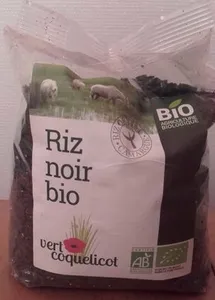 BiO
AGRICULTURE
BIOLOGIQUE
Riz
noir
bio
vert
coquelicot
AB